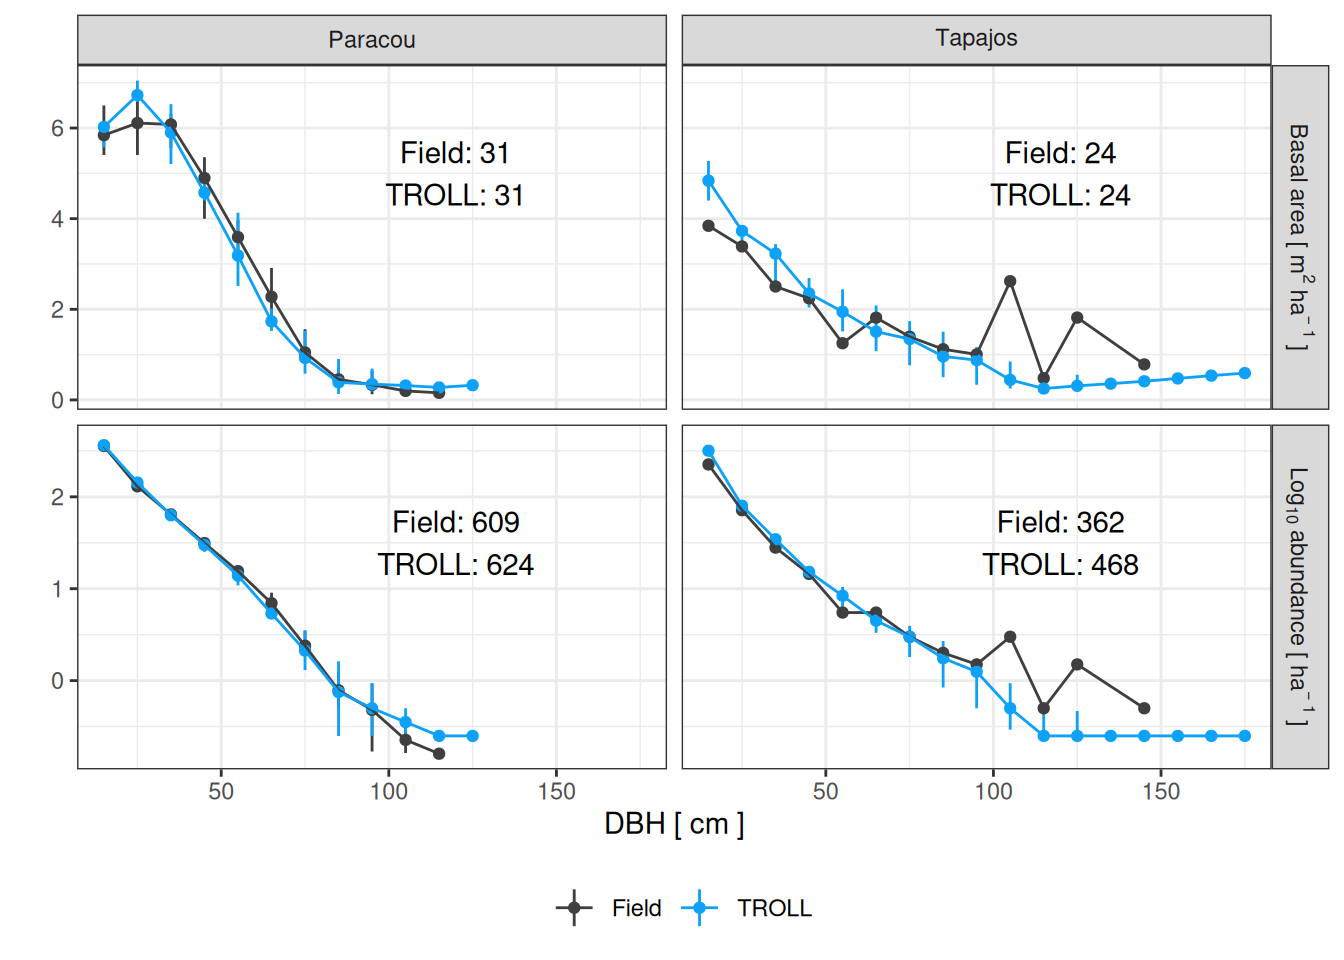 Paracou
Tapajos
6
4
2
0
Field: 31
TROLL: 31
Field: 24
TROLL: 24
Basal area [ m² ha⁻¹ ]
2
1
0
Field: 609
TROLL: 624
Field: 362
TROLL: 468
Log₁₀ abundance [ ha⁻¹ ]
50 100 150
50 100 150
DBH [ cm ]
Field TROLL